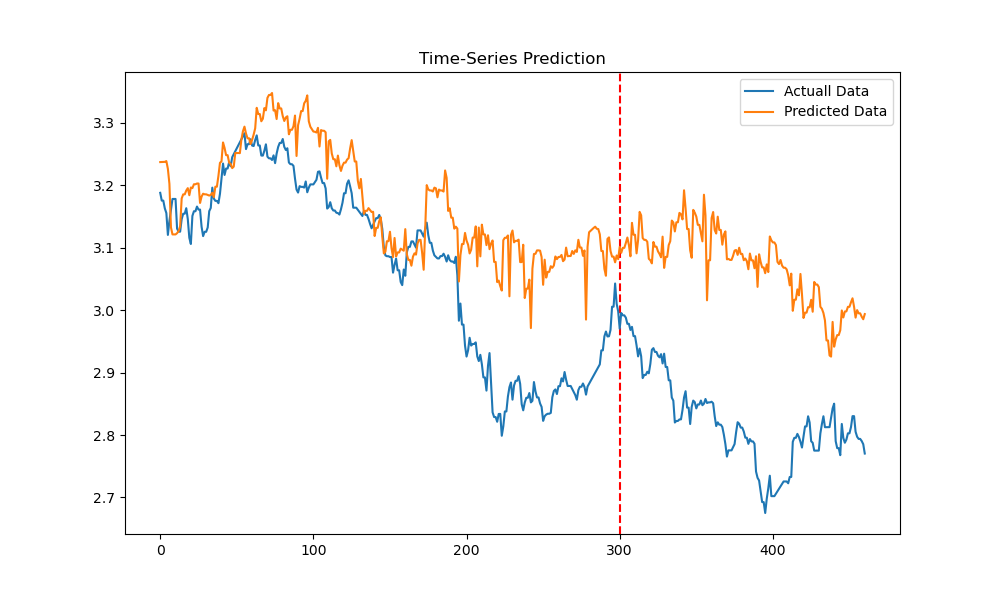 Time-Series Prediction
Actuall Data
Predicted Data
3.3
3.2
3.1
3.0
2.9
2.8
2.7
0 100 200 300 400